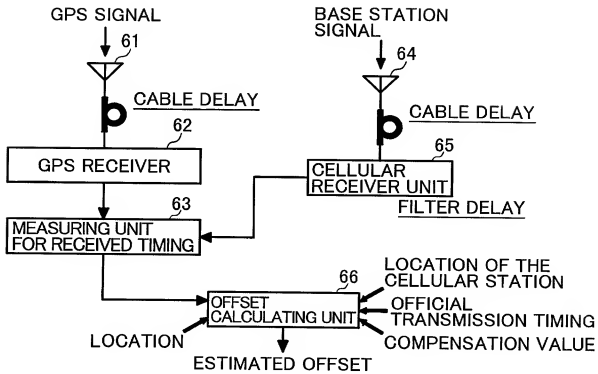 GPS SIGNAL
BASE STATION
SIGNAL
61
64
CABLE DELAY
CABLE DELAY
62
65
GPS RECEIVER
CELLULAR
RECEIVER UNIT
63
FILTER DELAY
MEASURING UNIT
FOR RECEIVED TIMING
LOCATION OF THE
CELLULAR STATION
66
OFFSET
CALCULATING UNIT
OFFICIAL
TRANSMISSION TIMING
LOCATION
COMPENSATION VALUE
ESTIMATED OFFSET